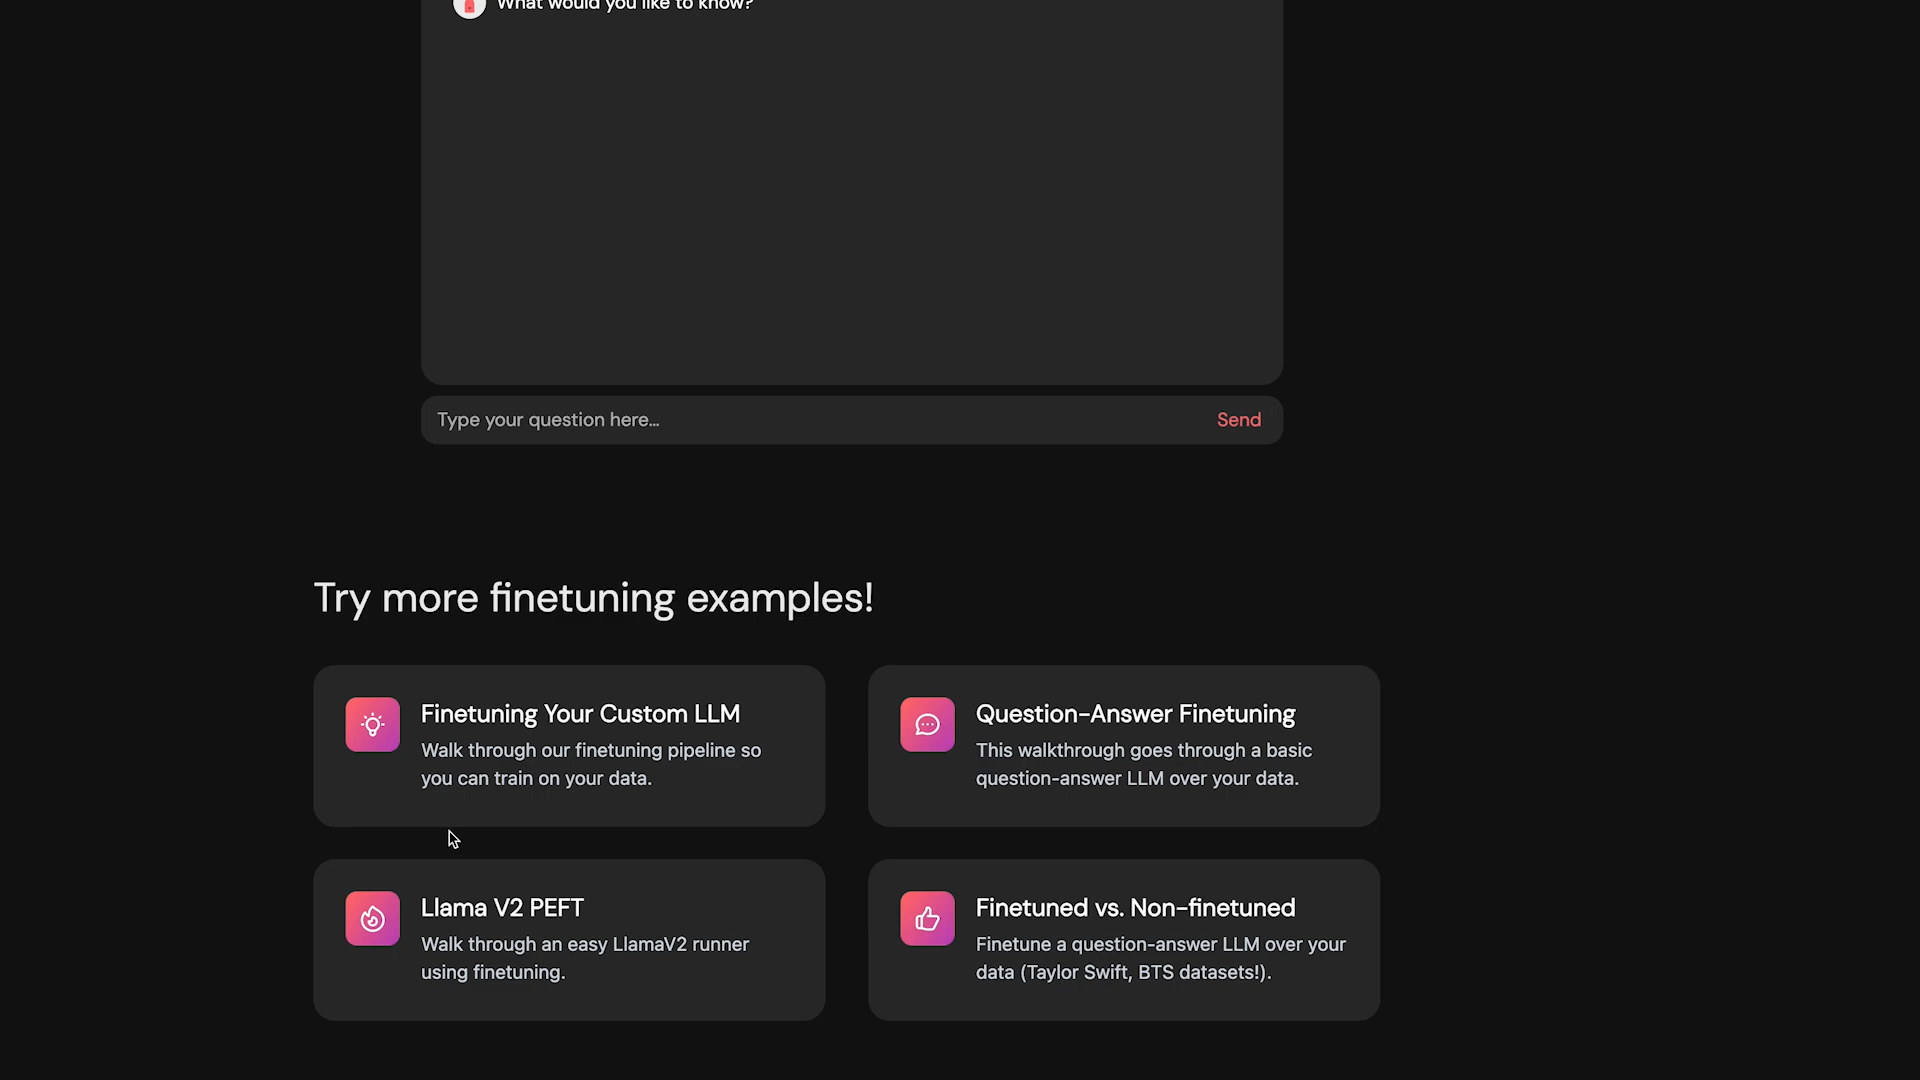 What would you like to know?
Type your question here...
Send
Try more finetuning examples!
Finetuning Your Custom LLM
Walk through our finetuning pipeline so
you can train on your data.
Question-Answer Finetuning
This walkthrough goes through a basic
question-answer LLM over your data.
Llama V2 PEFT
Walk through an easy LlamaV2 runner
using finetuning.
Finetuned vs. Non-finetuned
Finetune a question-answer LLM over your
data (Taylor Swift, BTS datasets!).